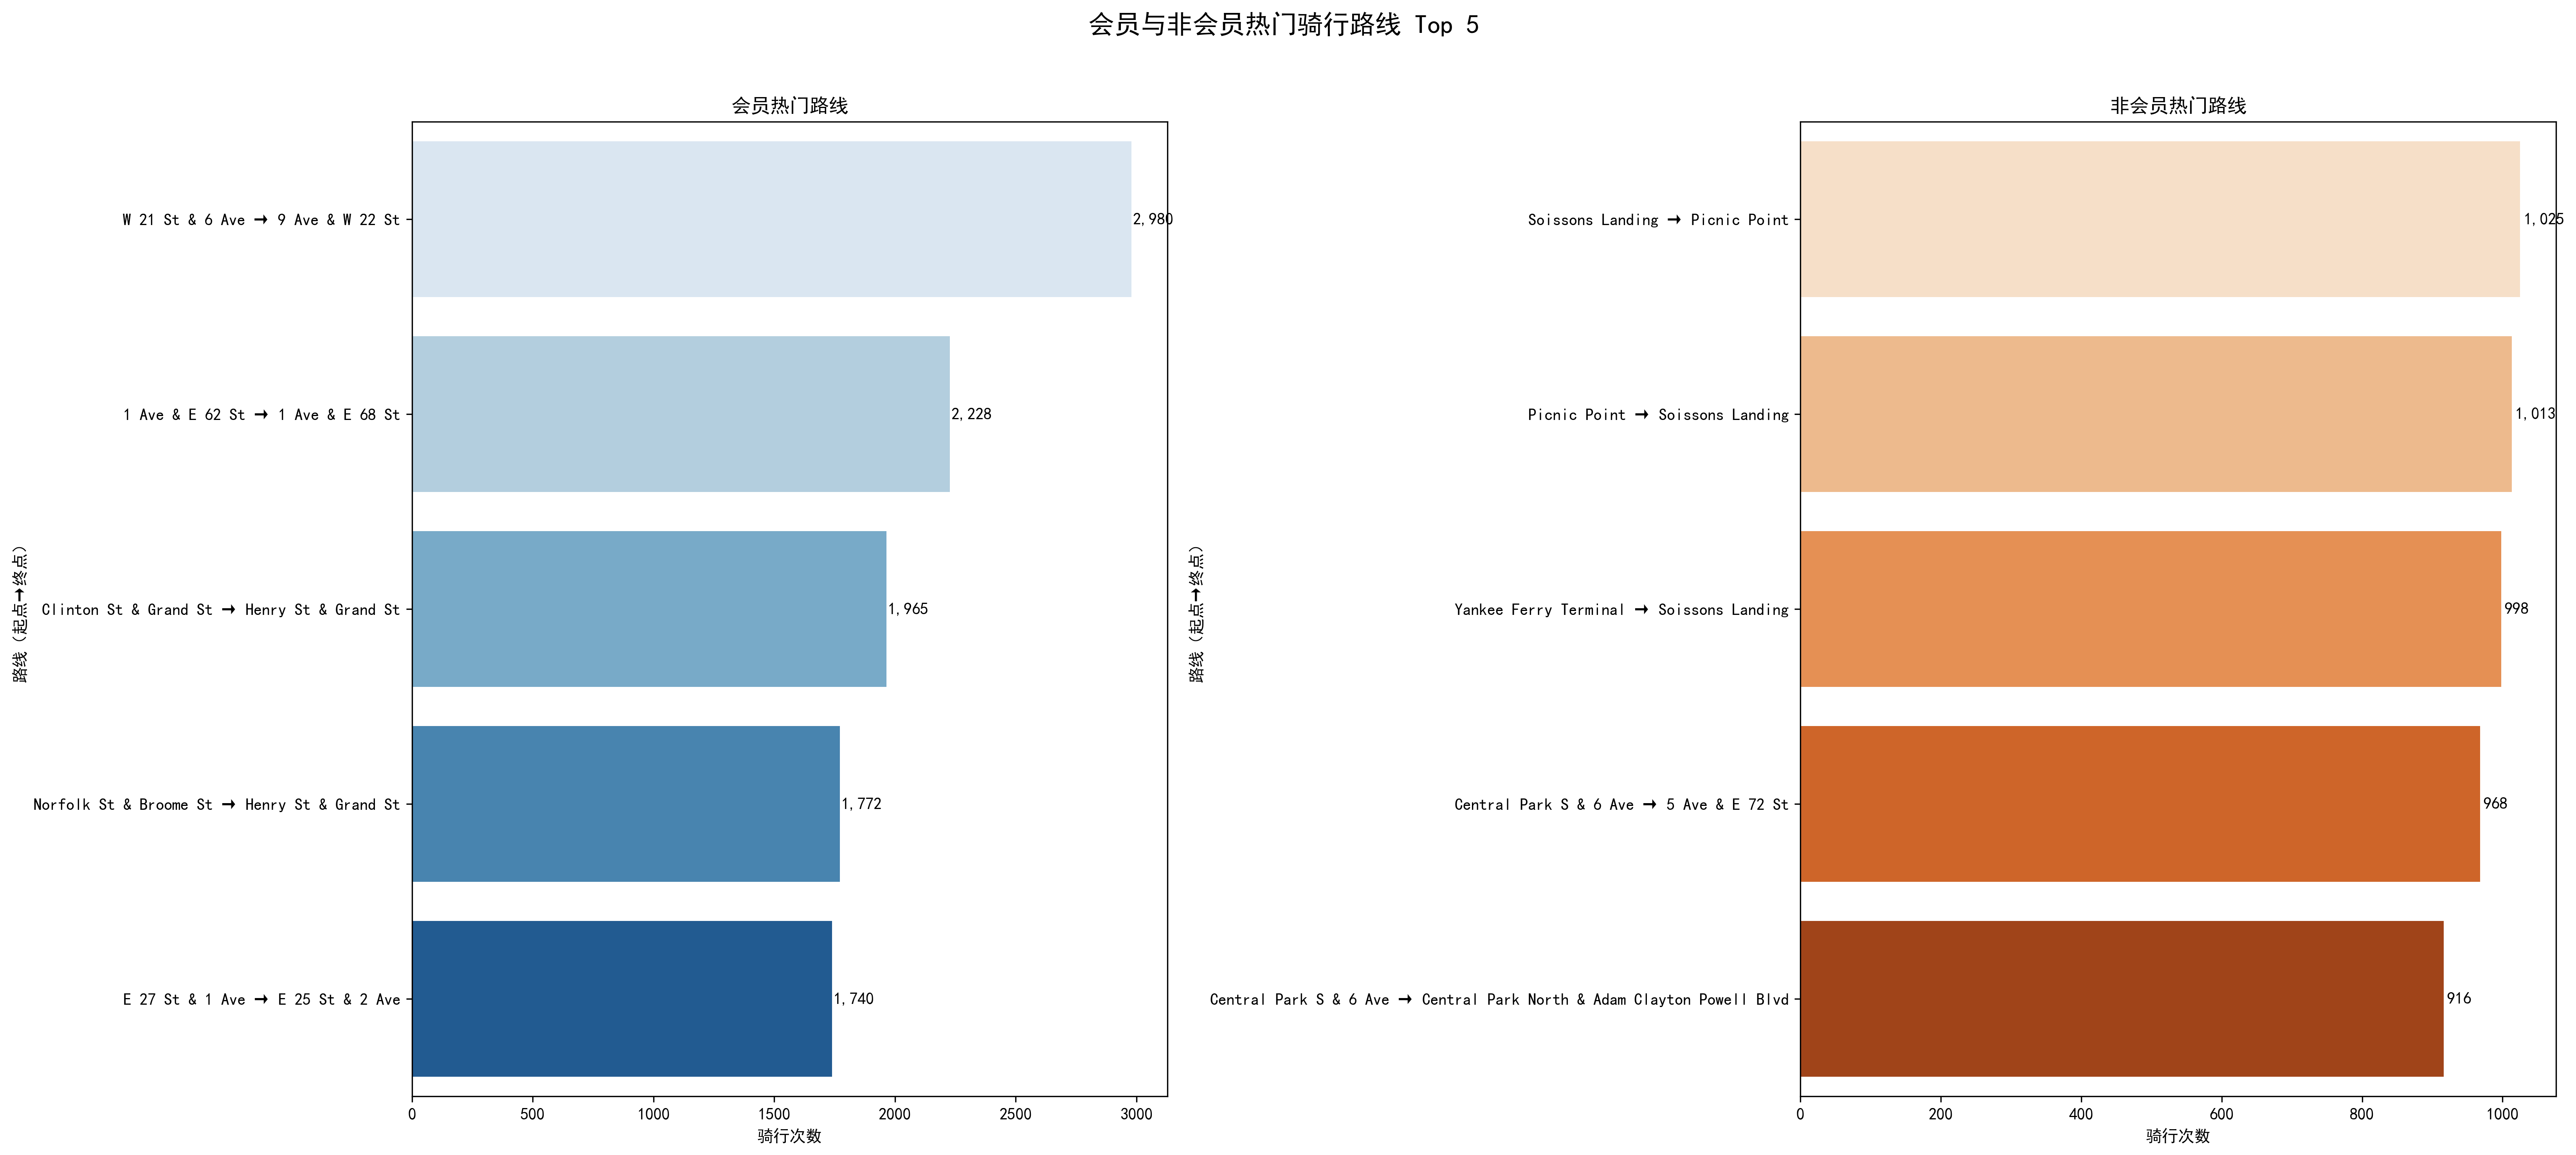 会员与非会员热门骑行路线 Top 5
会员热门路线
路线（起点→终点）
W 21 St & 6 Ave → 9 Ave & W 22 St
2,980
1 Ave & E 62 St → 1 Ave & E 68 St
2,228
Clinton St & Grand St → Henry St & Grand St
1,965
Norfolk St & Broome St → Henry St & Grand St
1,772
E 27 St & 1 Ave → E 25 St & 2 Ave
1,740
0 500 1000 1500 2000 2500 3000
骑行次数
非会员热门路线
路线（起点→终点）
Soissons Landing → Picnic Point
1,025
Picnic Point → Soissons Landing
1,013
Yankee Ferry Terminal → Soissons Landing
998
Central Park S & 6 Ave → 5 Ave & E 72 St
968
Central Park S & 6 Ave → Central Park North & Adam Clayton Powell Blvd
916
0 200 400 600 800 1000
骑行次数